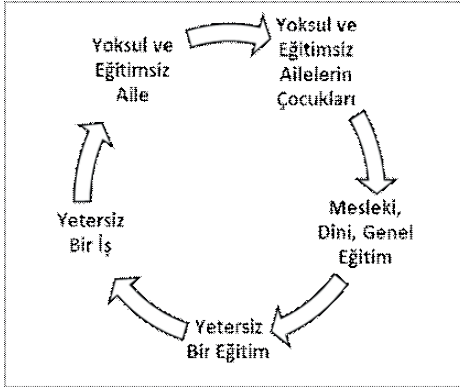 Yoksul ve
Eğitimsiz
Aile
Yoksul ve
Eğitimsiz
Ailelerin
Çocukları
Mesleki,
Dini, Genel
Eğitim
Yetersiz
Bir Eğitim
Yetersiz
Bir İş